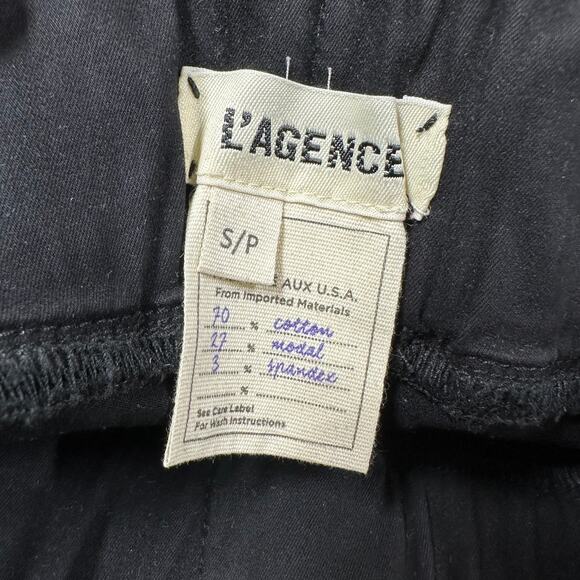 L'AGENCE
S/P
AUX U.S.A.
From Imported Materials
70 % cotton
27 % modal
3 % spandex
%
See Care Label
For Wash Instructions